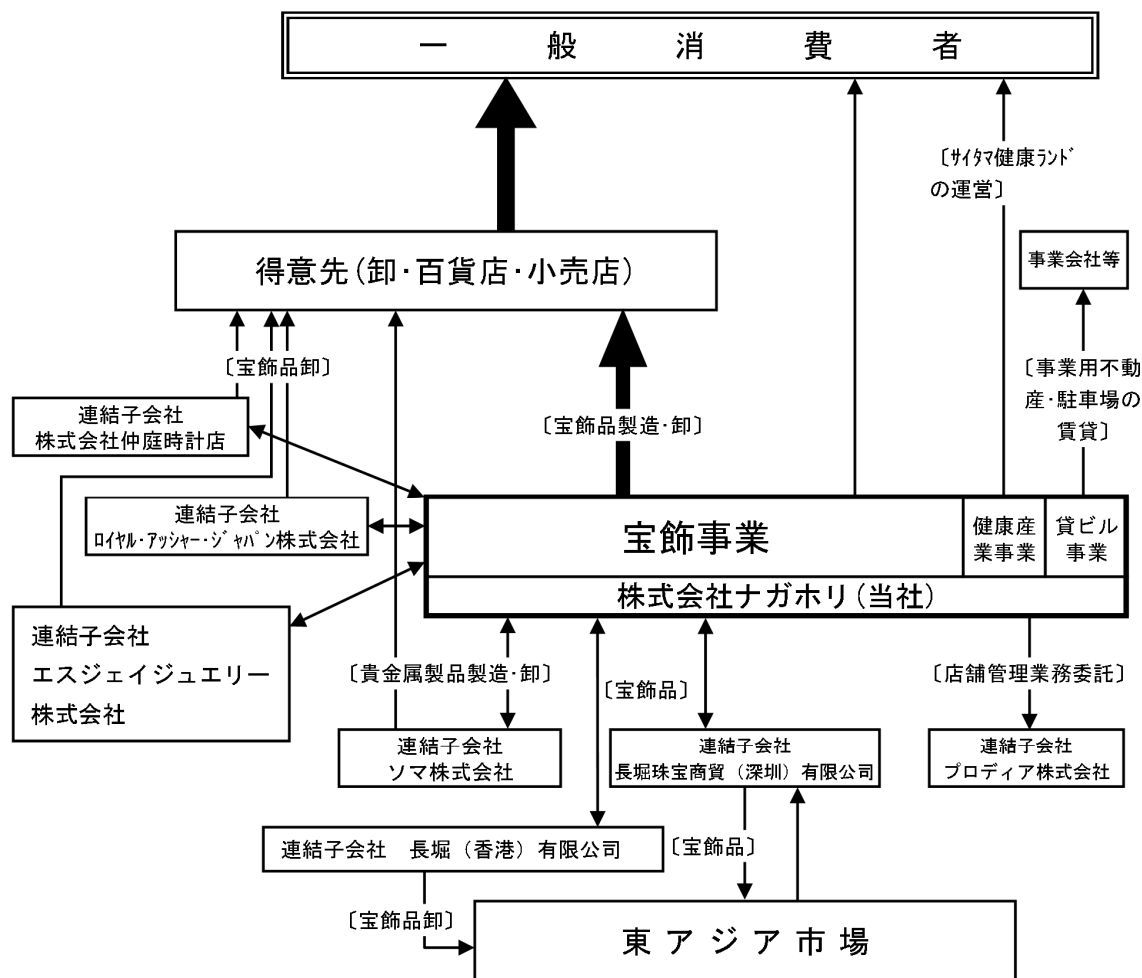 一般消費者
〔ｻｲﾀﾏ健康ﾗﾝﾄﾞ
の運営〕
得意先(卸･百貨店･小売店)
事業会社等
〔宝飾品卸〕
〔事業用不動
産･駐車場の
賃貸〕
連結子会社
株式会社仲庭時計店
〔宝飾品製造･卸〕
連結子会社
ﾛｲﾔﾙ･ｱｯｼｬｰ･ｼﾞｬﾊﾟﾝ株式会社
宝飾事業
健康産
業事業
貸ビル
事業
株式会社ナガホリ(当社)
連結子会社
エスジェイジュエリー
株式会社
〔貴金属製品製造･卸〕
〔宝飾品〕
〔店舗管理業務委託〕
連結子会社
ソマ株式会社
連結子会社
長堀珠宝商貿（深圳）有限公司
連結子会社
プロディア株式会社
連結子会社　長堀（香港）有限公司
〔宝飾品〕
〔宝飾品卸〕
東アジア市場